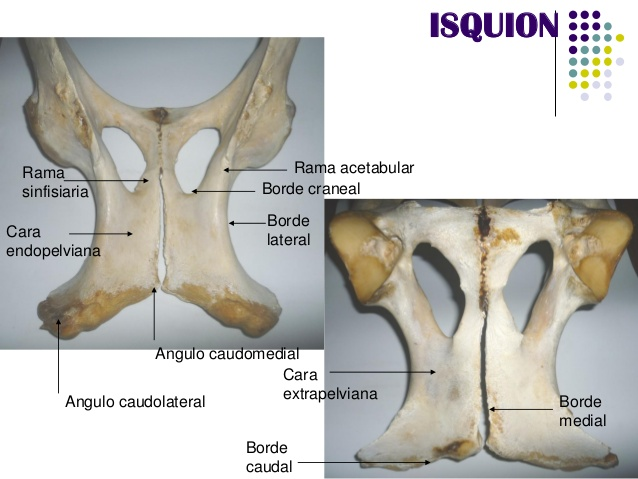 ISQUION
Rama
sinfisiaria
Rama acetabular
Borde craneal
Cara
endopelviana
Borde
lateral
Angulo caudomedial
Cara
extrapelviana
Angulo caudolateral
Borde
medial
Borde
caudal